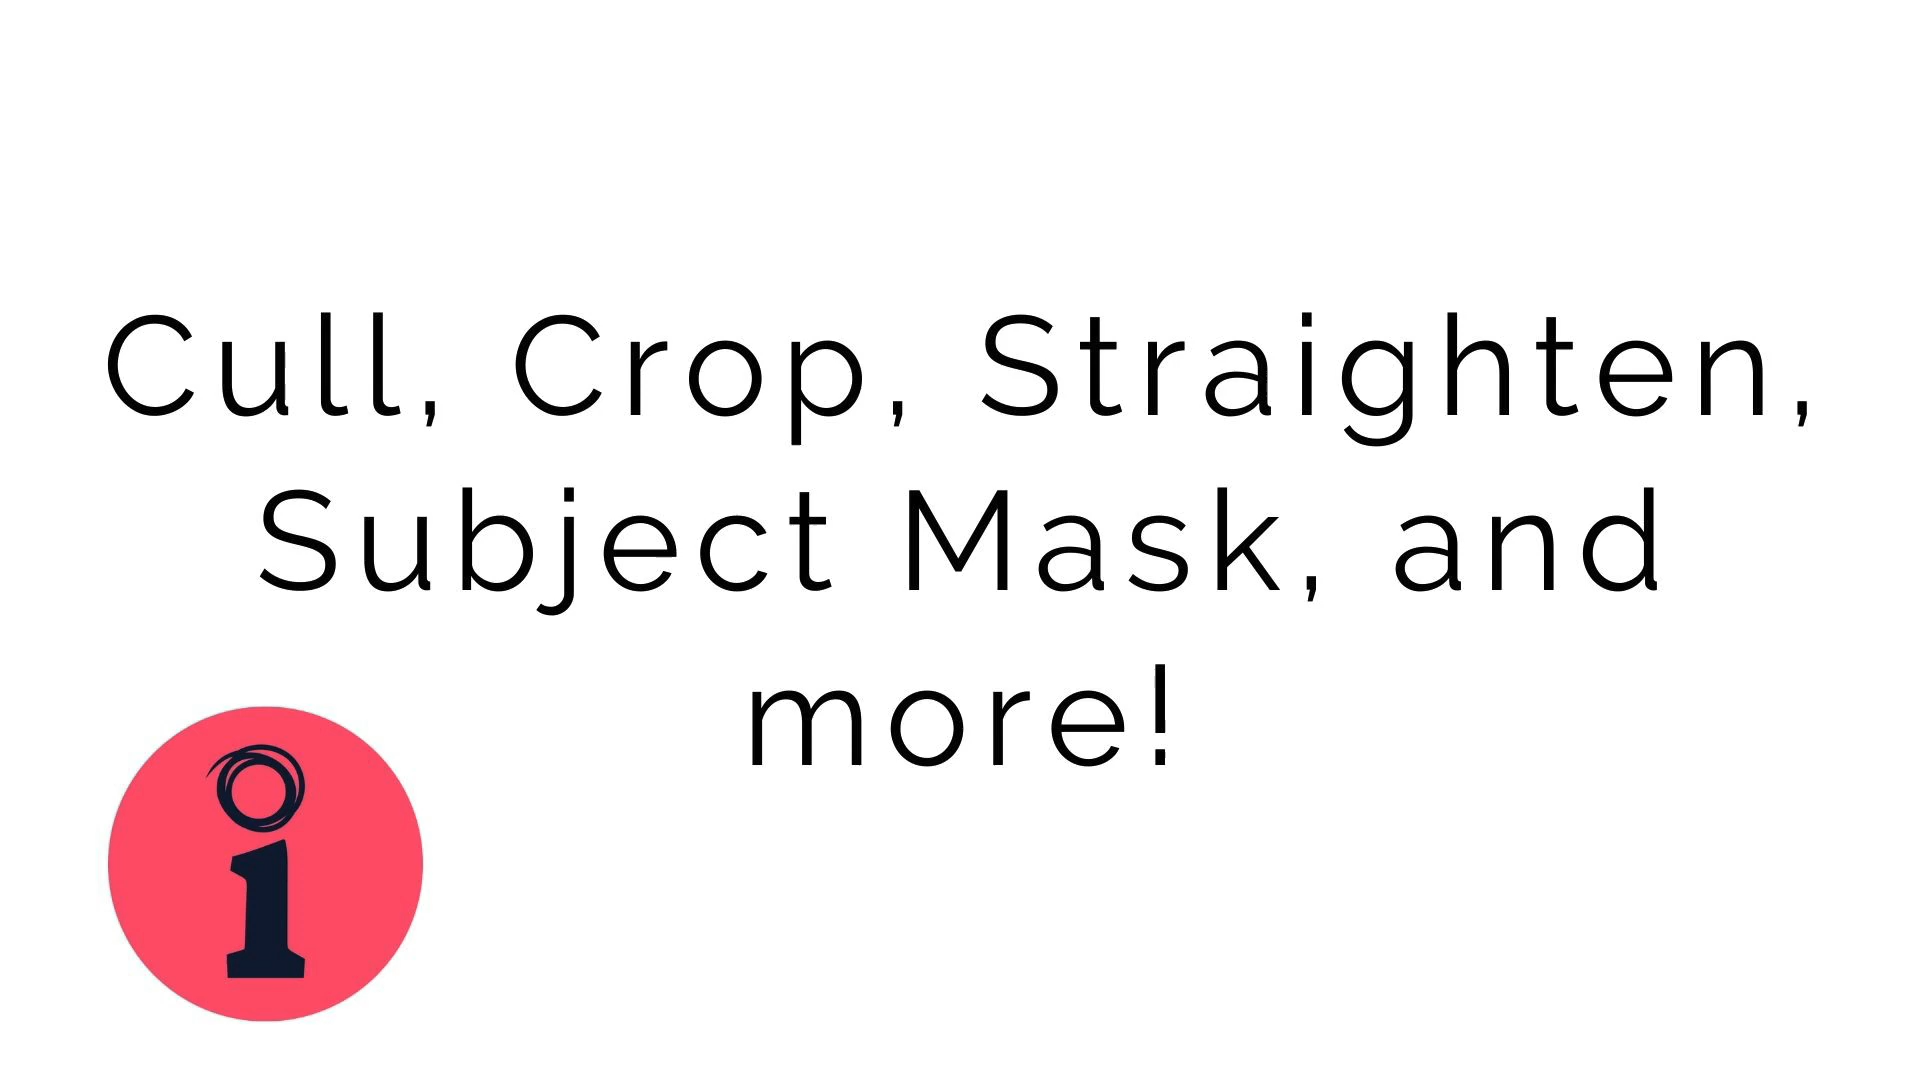 Cull, Crop, Straighten,
Subject Mask, and
more!
i